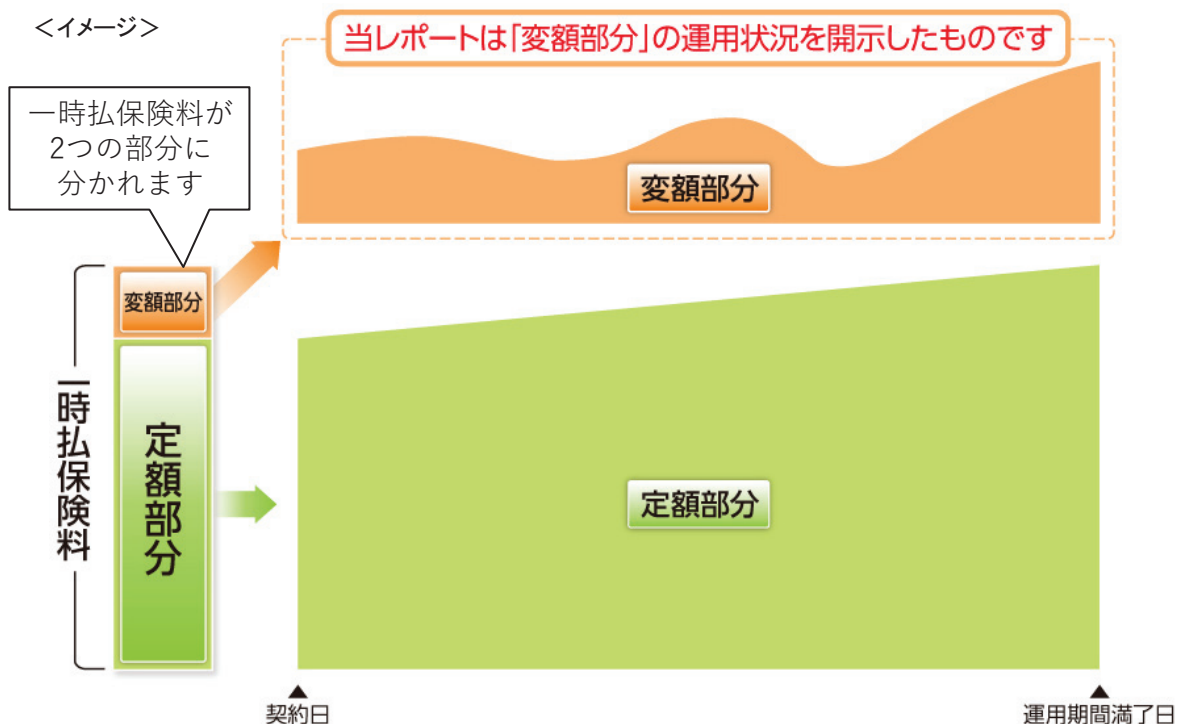 <イメージ>
当レポートは「変額部分」の運用状況を開示したものです
一時払保険料が
2つの部分に
分かれます
変額部分
変額部分
一時払保険料
定額部分
定額部分
契約日
運用期間満了日